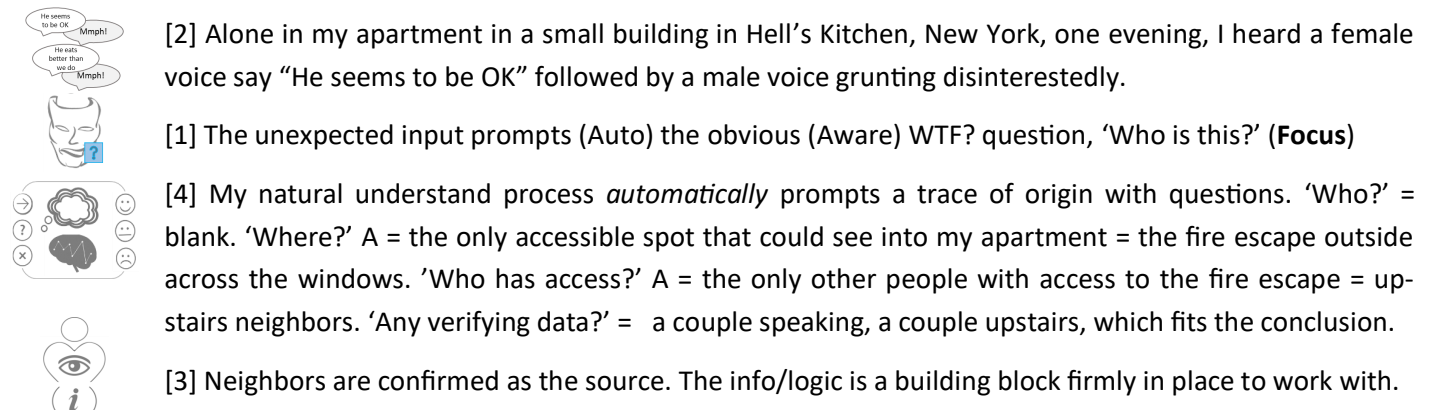 He seems
to be OK
Mmph!
He eats
better than
we do
Mmph!
[2] Alone in my apartment in a small building in Hell’s Kitchen, New York, one evening, I heard a female
voice say “He seems to be OK” followed by a male voice grunting disinterestedly.
?
[1] The unexpected input prompts (Auto) the obvious (Aware) WTF? question, ‘Who is this?’ (Focus)
?
[4] My natural understand process automatically prompts a trace of origin with questions. ‘Who?’ =
blank. ‘Where?’ A = the only accessible spot that could see into my apartment = the fire escape outside
across the windows. ’Who has access?’ A = the only other people with access to the fire escape = up-
stairs neighbors. ‘Any verifying data?’ = a couple speaking, a couple upstairs, which fits the conclusion.
i
[3] Neighbors are confirmed as the source. The info/logic is a building block firmly in place to work with.